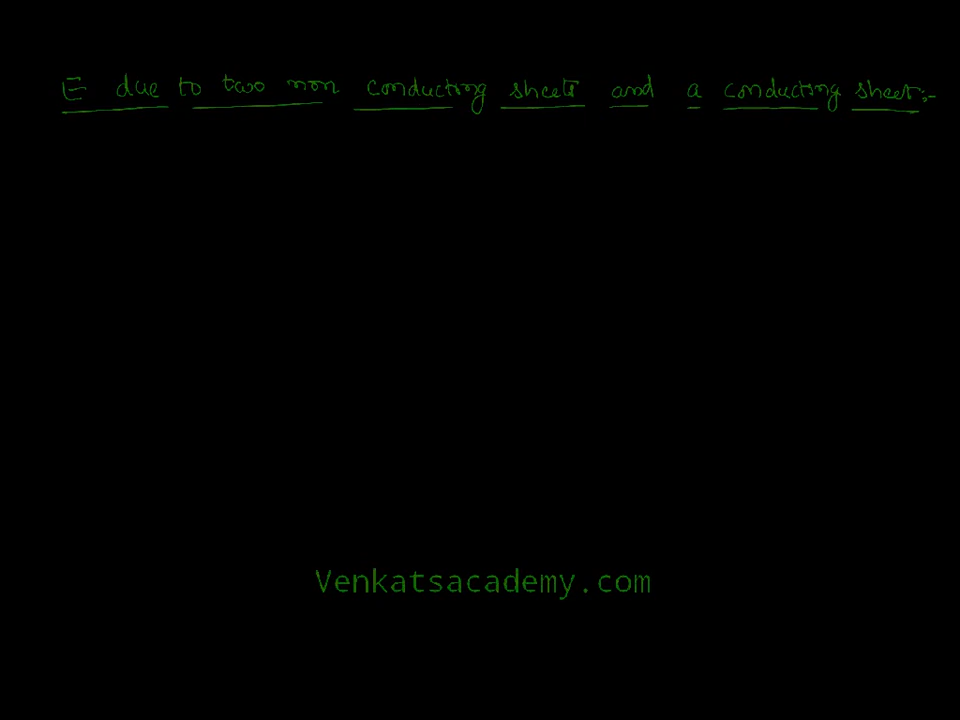 E due to two non conducting sheets and a conducting sheet:-
Venkatsacademy.com